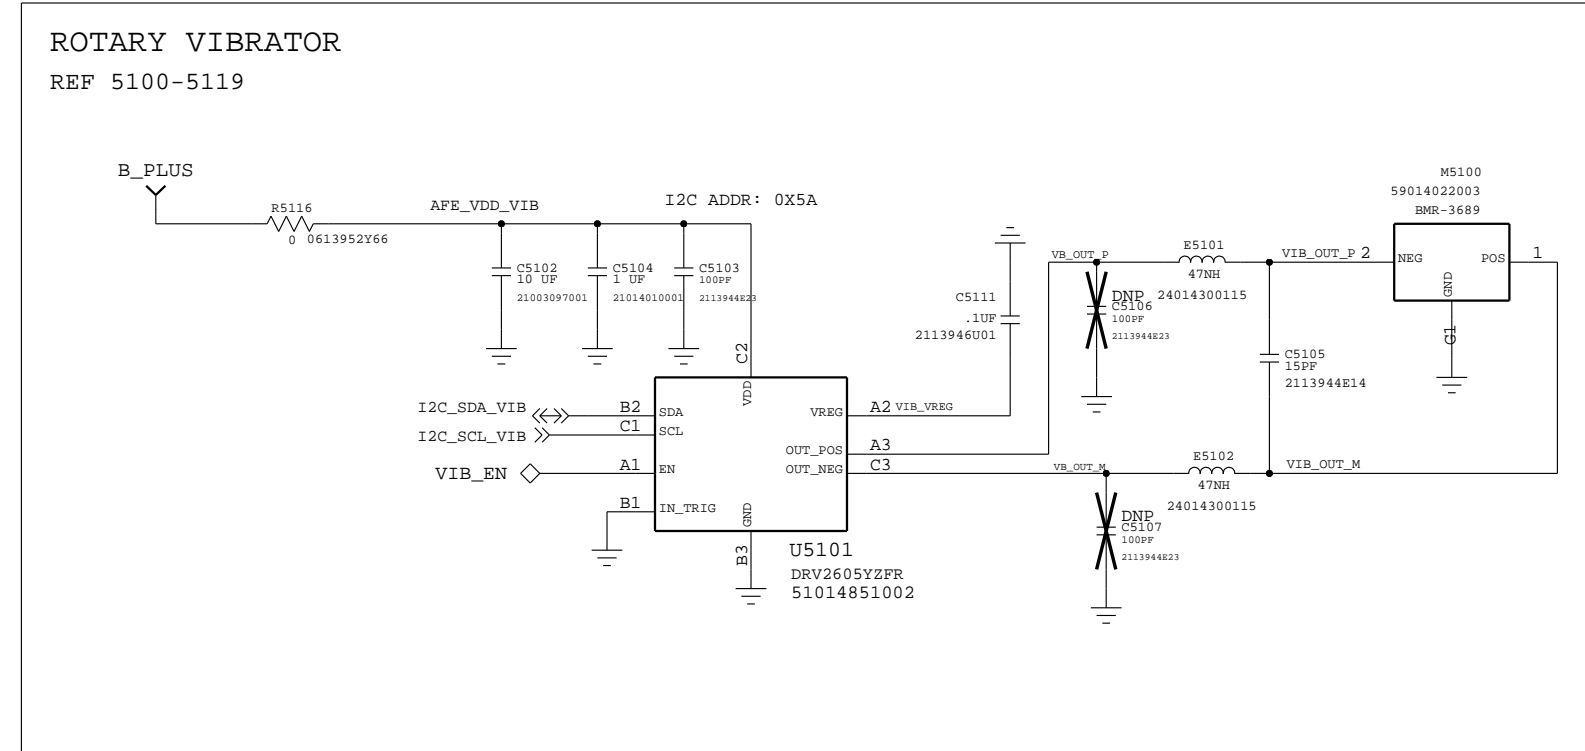 ROTARY VIBRATOR
REF 5100-5119
B_PLUS
R5116
0 0613952Y66
AFE_VDD_VIB
I2C ADDR: 0X5A
C5102
10 UF
21003097001
C5104
1 UF
21014010001
C5103
100PF
2113944E23
C2
VDD
I2C_SDA_VIB
B2
SDA
I2C_SCL_VIB
C1
SCL
VIB_EN
A1
EN
B1
IN_TRIG
GND
B3
VREG
A2 VIB_VREG
OUT_POS
A3
OUT_NEG
C3
U5101
DRV2605YZFR
51014851002
C5111
.1UF
2113946U01
VB_OUT_P
DNP
C5106
100PF
2113944E23
E5101
47NH
24014300115
VIB_OUT_P 2
M5100
59014022003
BMR-3689
NEG
POS
1
GND
G1
C5105
15PF
2113944E14
VB_OUT_M
E5102
47NH
24014300115
VIB_OUT_M
DNP
C5107
100PF
2113944E23